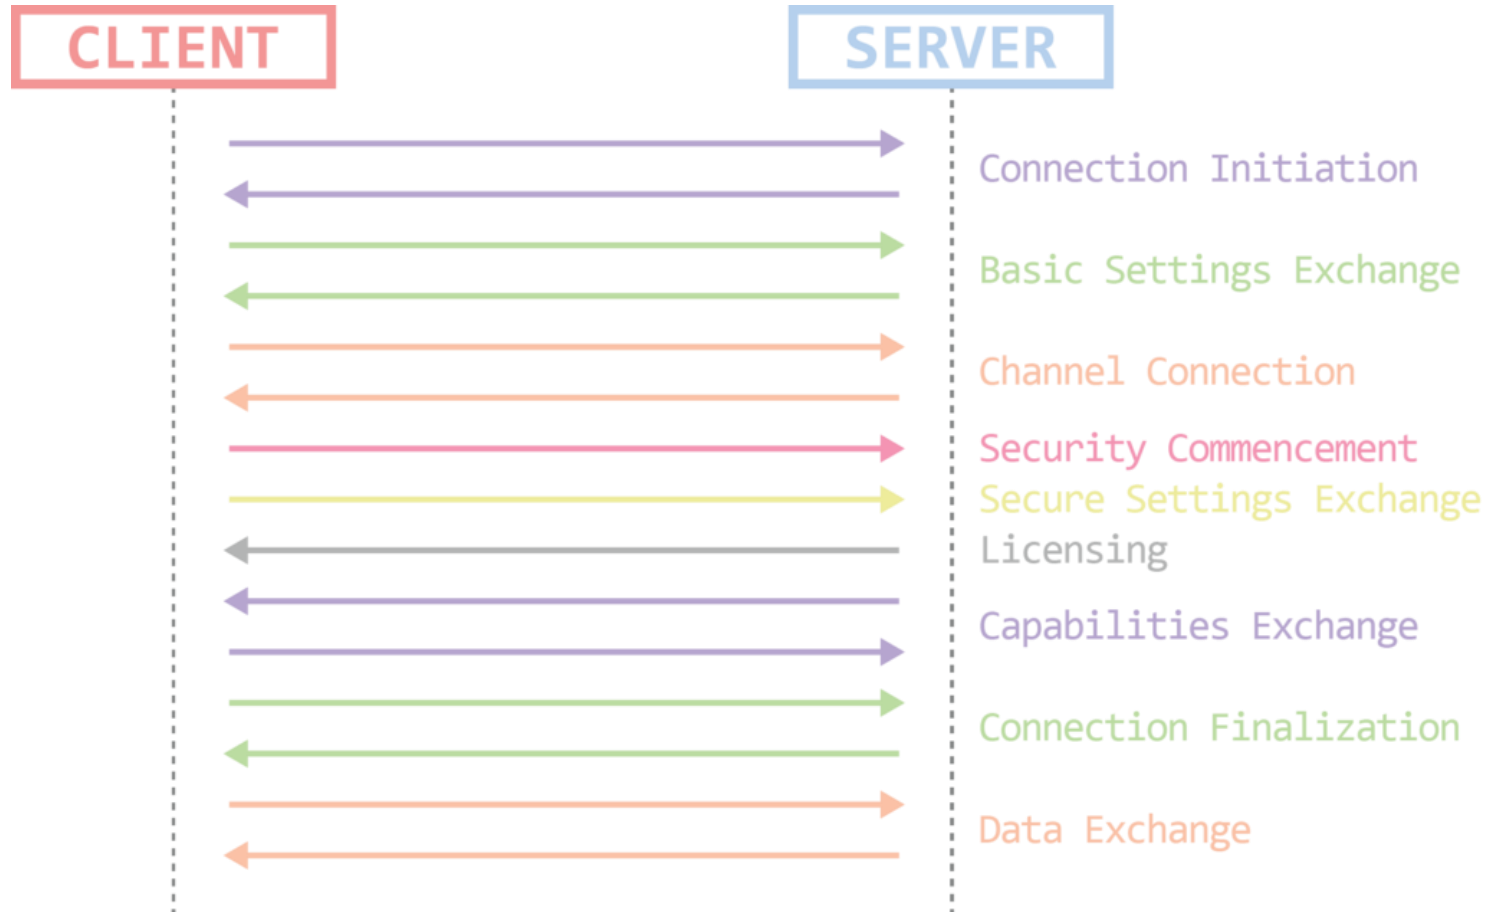 CLIENT
SERVER
Connection Initiation
Basic Settings Exchange
Channel Connection
Security Commencement
Secure Settings Exchange
Licensing
Capabilities Exchange
Connection Finalization
Data Exchange